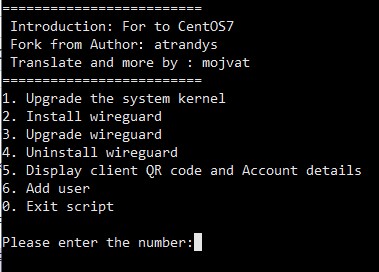 =========================
Introduction: For to CentOS7
Fork from Author: atrandys
Translate and more by : mojvat
=========================
1. Upgrade the system kernel
2. Install wireguard
3. Upgrade wireguard
4. Uninstall wireguard
5. Display client QR code and Account details
6. Add user
0. Exit script
Please enter the number: